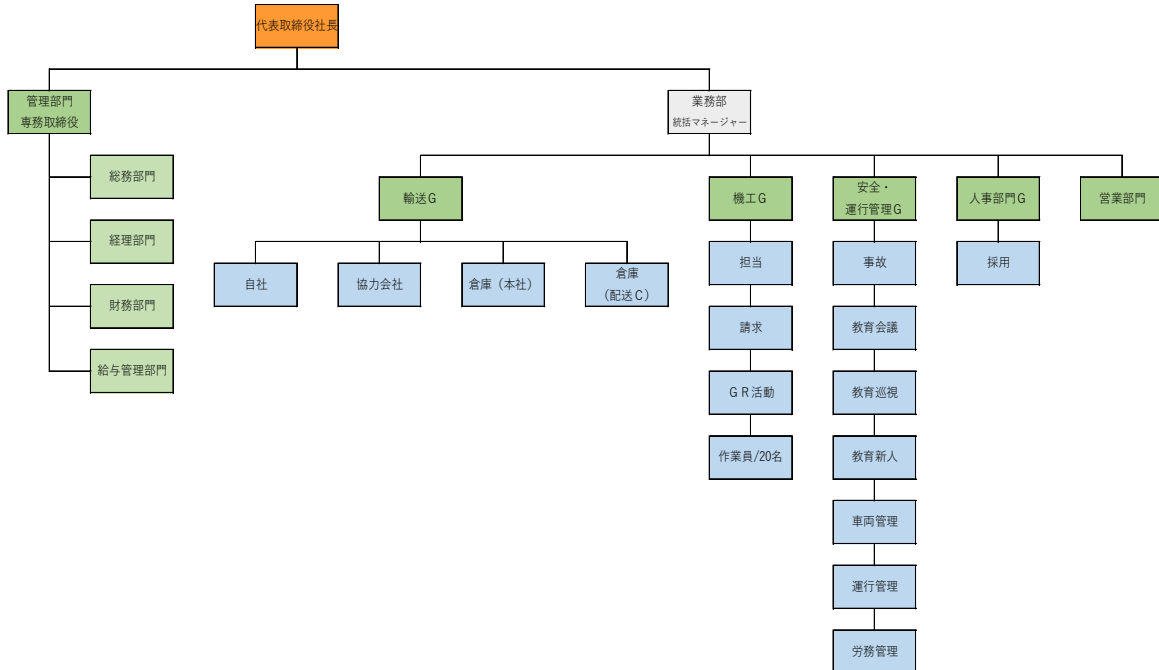 代表取締役社長
管理部門
専務取締役
業務部
統括マネージャー
総務部門
経理部門
財務部門
給与管理部門
輸送G
機工G
安全・
運行管理G
人事部門G
営業部門
自社
協力会社
倉庫（本社）
倉庫
（配送C）
担当
請求
GR活動
作業員/20名
事故
教育会議
教育巡視
教育新人
車両管理
運行管理
労務管理
採用